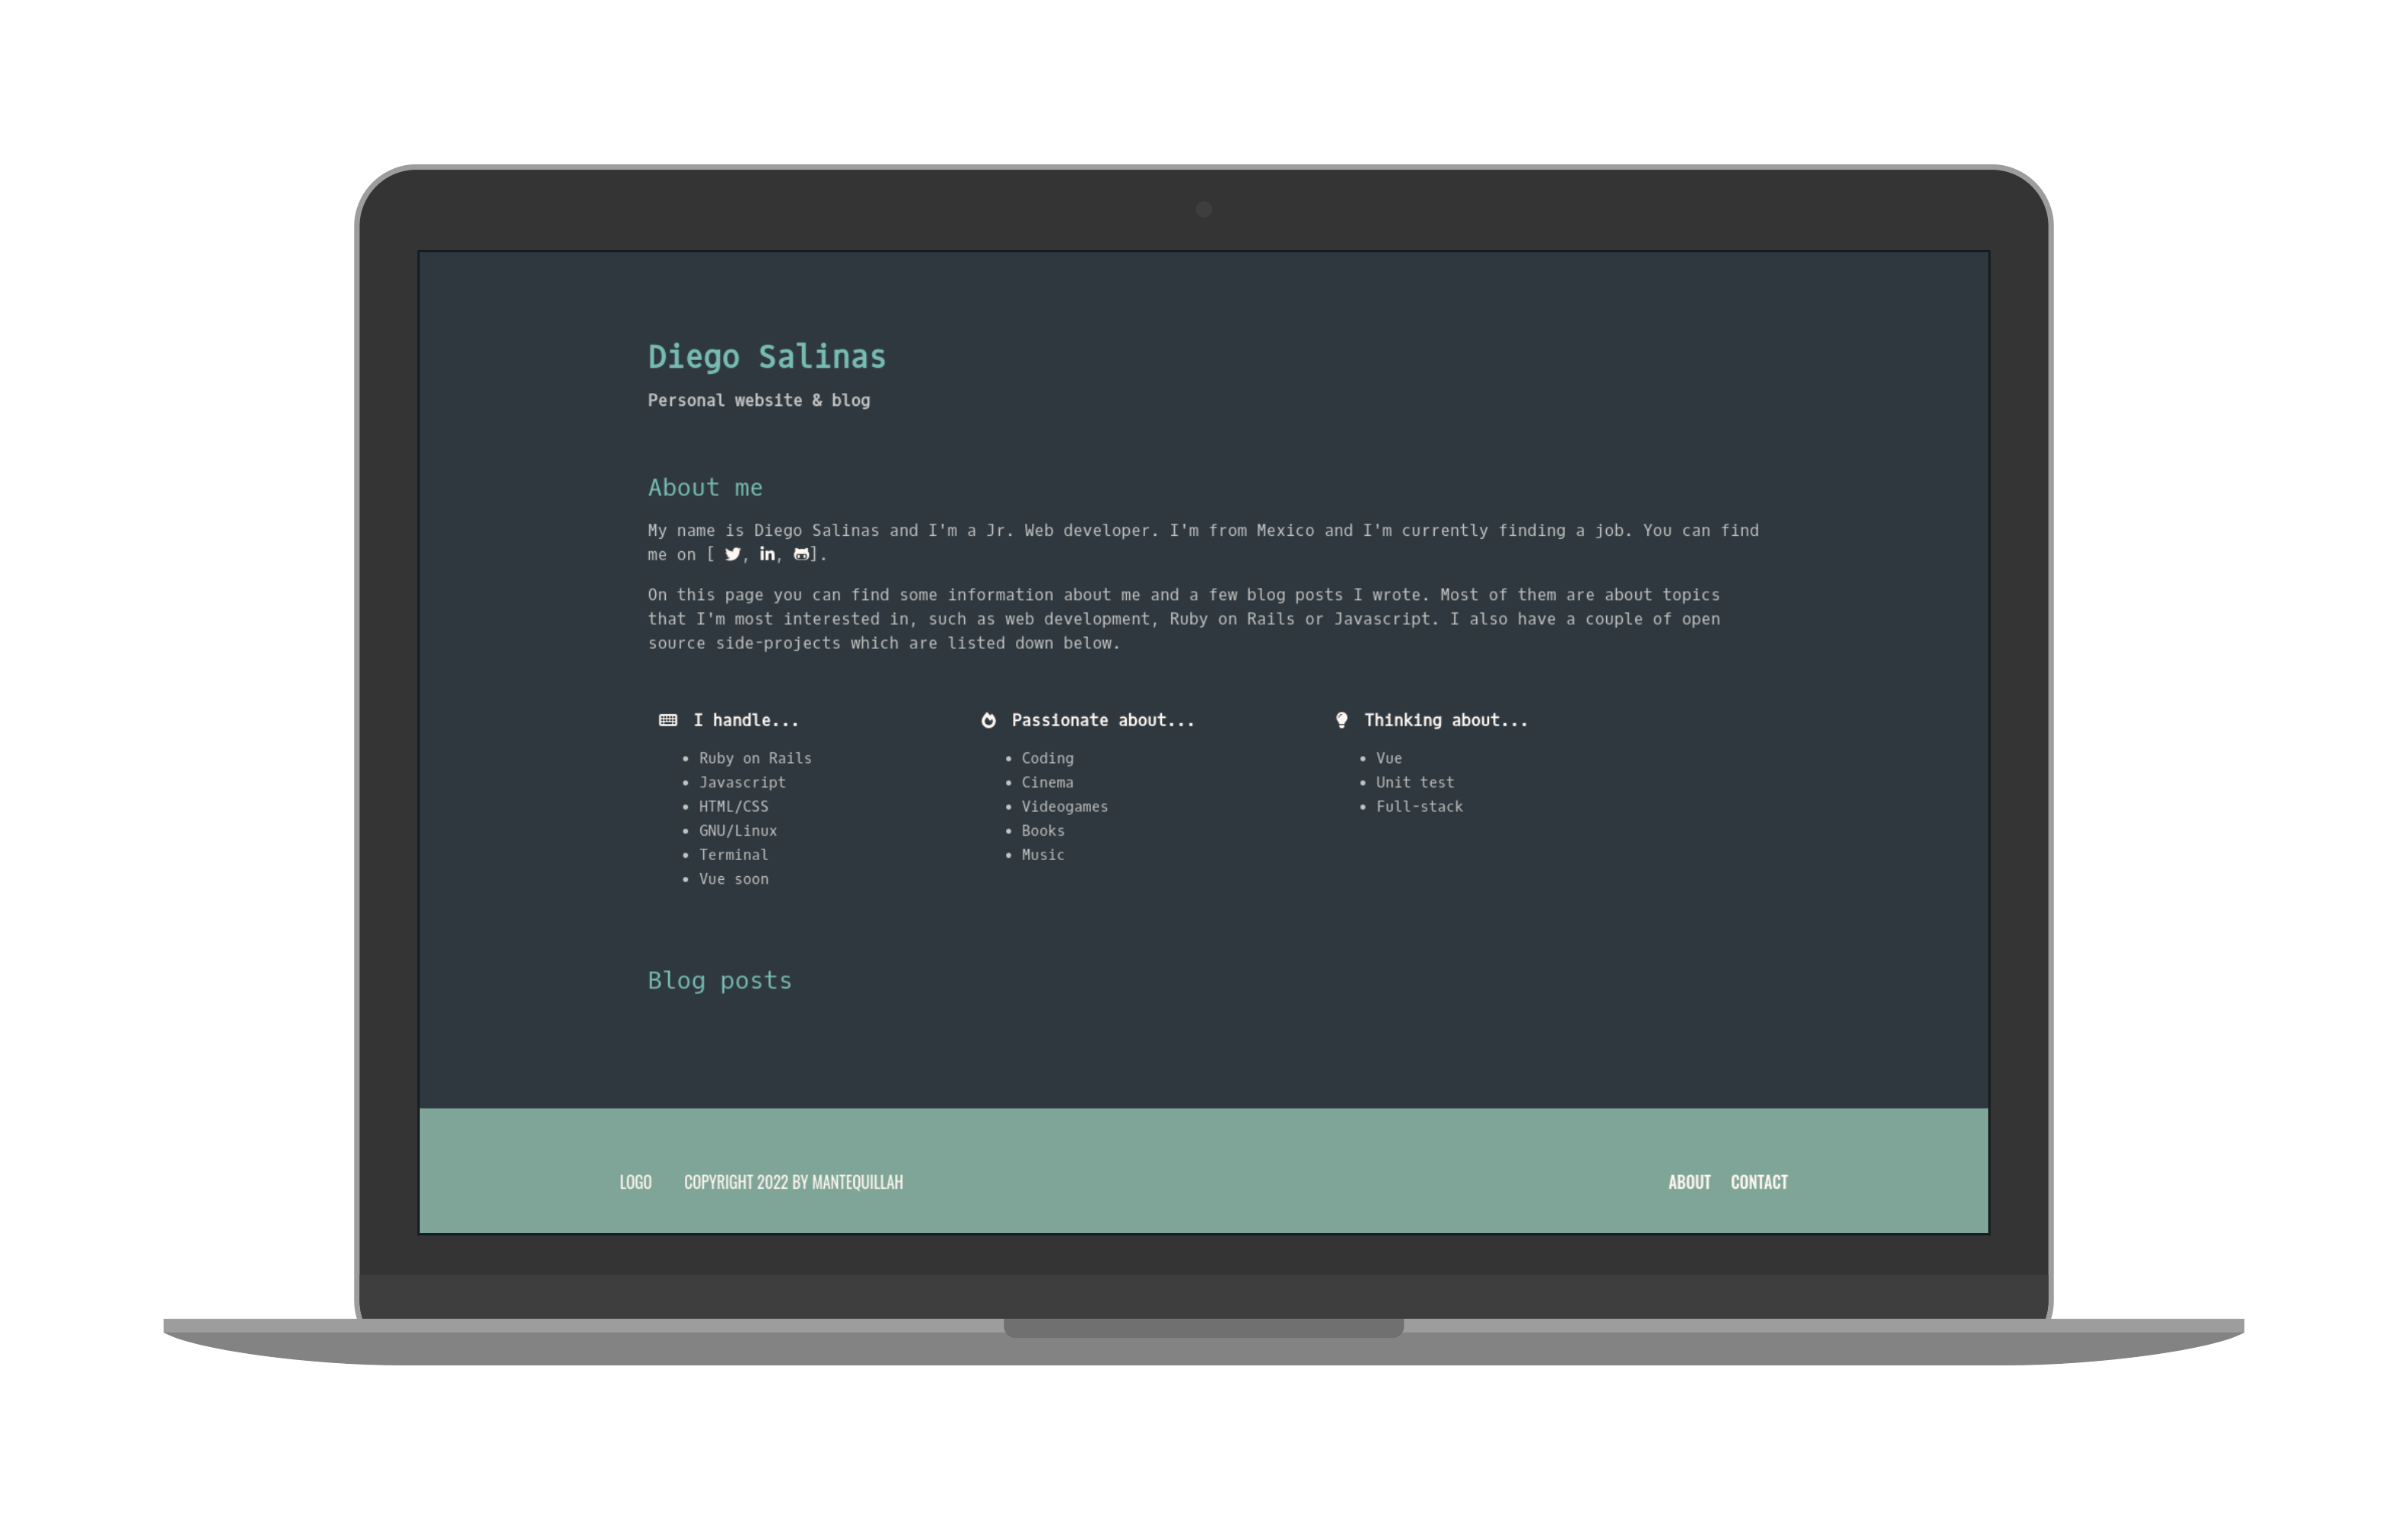 Diego Salinas
Personal website & blog
About me
My name is Diego Salinas and I'm a Jr. Web developer. I'm from Mexico and I'm currently finding a job. You can find
me on [ , in, ].
On this page you can find some information about me and a few blog posts I wrote. Most of them are about topics
that I'm most interested in, such as web development, Ruby on Rails or Javascript. I also have a couple of open
source side-projects which are listed down below.
I handle...
• Ruby on Rails
• Javascript
• HTML/CSS
• GNU/Linux
• Terminal
• Vue soon
Passionate about...
• Coding
• Cinema
• Videogames
• Books
• Music
Thinking about...
• Vue
• Unit test
• Full-stack
Blog posts
LOGO COPYRIGHT 2022 BY MANTEQUILLAH
ABOUT CONTACT